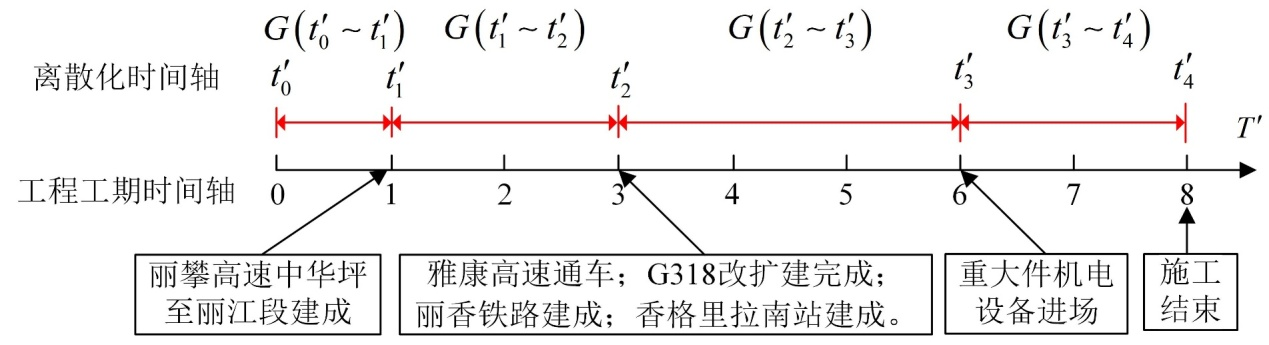 G(t′₀ ~ t′₁) G(t′₁ ~ t′₂) G(t′₂ ~ t′₃) G(t′₃ ~ t′₄)
离散化时间轴 t′₀ t′₁ t′₂ t′₃ t′₄
T′
工程工期时间轴 0 1 2 3 4 5 6 7 8
丽攀高速中华坪
至丽江段建成
雅康高速通车；G318改扩建完成；
丽香铁路建成；香格里拉南站建成。
重大件机电
设备进场
施工
结束